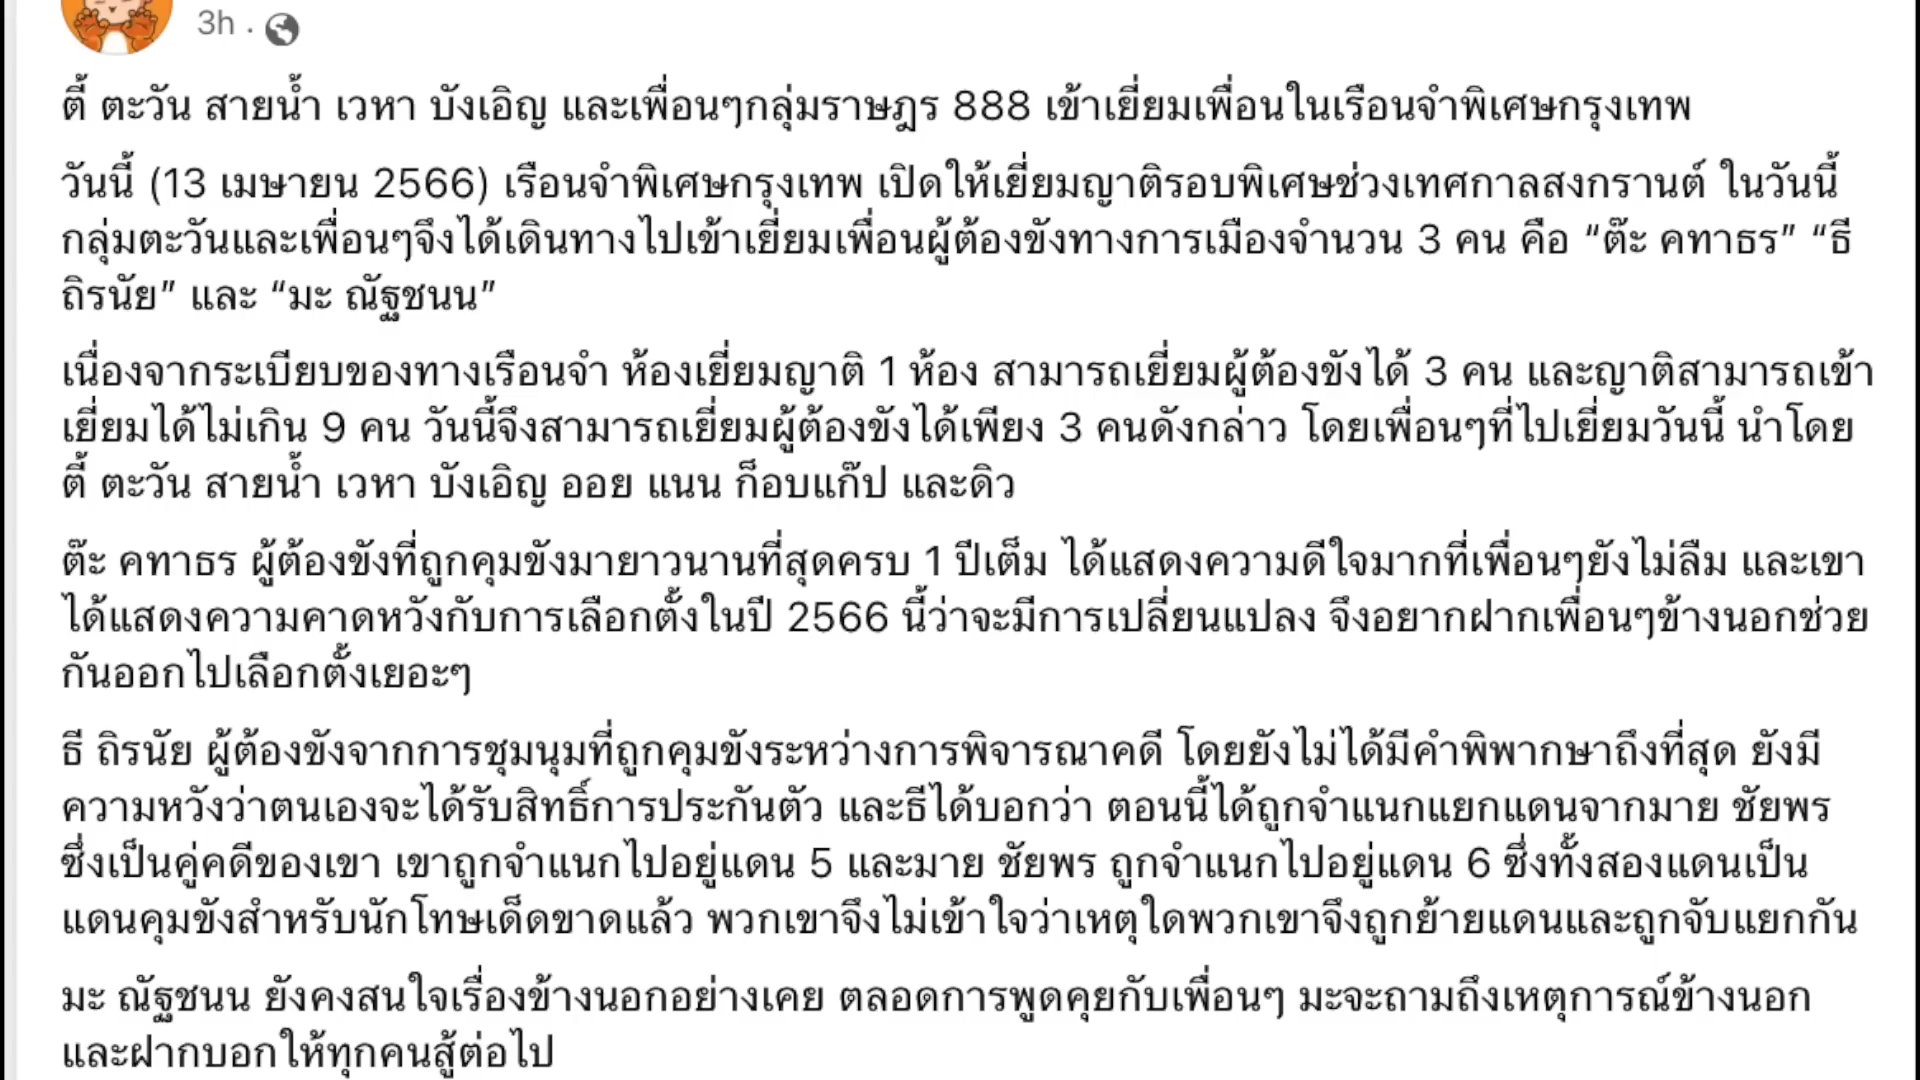 3h ·
ตี้ ตะวัน สายน้ำ เวหา บังเอิญ และเพื่อนๆกลุ่มราษฎร 888 เข้าเยี่ยมเพื่อนในเรือนจำพิเศษกรุงเทพ
วันนี้ (13 เมษายน 2566) เรือนจำพิเศษกรุงเทพ เปิดให้เยี่ยมญาติรอบพิเศษช่วงเทศกาลสงกรานต์ ในวันนี้
กลุ่มตะวันและเพื่อนๆจึงได้เดินทางไปเข้าเยี่ยมเพื่อนผู้ต้องขังทางการเมืองจำนวน 3 คน คือ “ต๊ะ คทาธร” “ธี
ถิรนัย” และ “มะ ณัฐชนน”
เนื่องจากระเบียบของทางเรือนจำ ห้องเยี่ยมญาติ 1 ห้อง สามารถเยี่ยมผู้ต้องขังได้ 3 คน และญาติสามารถเข้า
เยี่ยมได้ไม่เกิน 9 คน วันนี้จึงสามารถเยี่ยมผู้ต้องขังได้เพียง 3 คนดังกล่าว โดยเพื่อนๆที่ไปเยี่ยมวันนี้ นำโดย
ตี้ ตะวัน สายน้ำ เวหา บังเอิญ ออย แนน ก็อบแก๊ป และดิว
ต๊ะ คทาธร ผู้ต้องขังที่ถูกคุมขังมายาวนานที่สุดครบ 1 ปีเต็ม ได้แสดงความดีใจมากที่เพื่อนๆยังไม่ลืม และเขา
ได้แสดงความคาดหวังกับการเลือกตั้งในปี 2566 นี้ว่าจะมีการเปลี่ยนแปลง จึงอยากฝากเพื่อนๆข้างนอกช่วย
กันออกไปเลือกตั้งเยอะๆ
ธี ถิรนัย ผู้ต้องขังจากการชุมนุมที่ถูกคุมขังระหว่างการพิจารณาคดี โดยยังไม่ได้มีคำพิพากษาถึงที่สุด ยังมี
ความหวังว่าตนเองจะได้รับสิทธิ์การประกันตัว และธีได้บอกว่า ตอนนี้ได้ถูกจำแนกแยกแดนจากมาย ชัยพร
ซึ่งเป็นคู่คดีของเขา เขาถูกจำแนกไปอยู่แดน 5 และมาย ชัยพร ถูกจำแนกไปอยู่แดน 6 ซึ่งทั้งสองแดนเป็น
แดนคุมขังสำหรับนักโทษเด็ดขาดแล้ว พวกเขาจึงไม่เข้าใจว่าเหตุใดพวกเขาจึงถูกย้ายแดนและถูกจับแยกกัน
มะ ณัฐชนน ยังคงสนใจเรื่องข้างนอกอย่างเคย ตลอดการพูดคุยกับเพื่อนๆ มะจะถามถึงเหตุการณ์ข้างนอก
และฝากบอกให้ทุกคนสู้ต่อไป